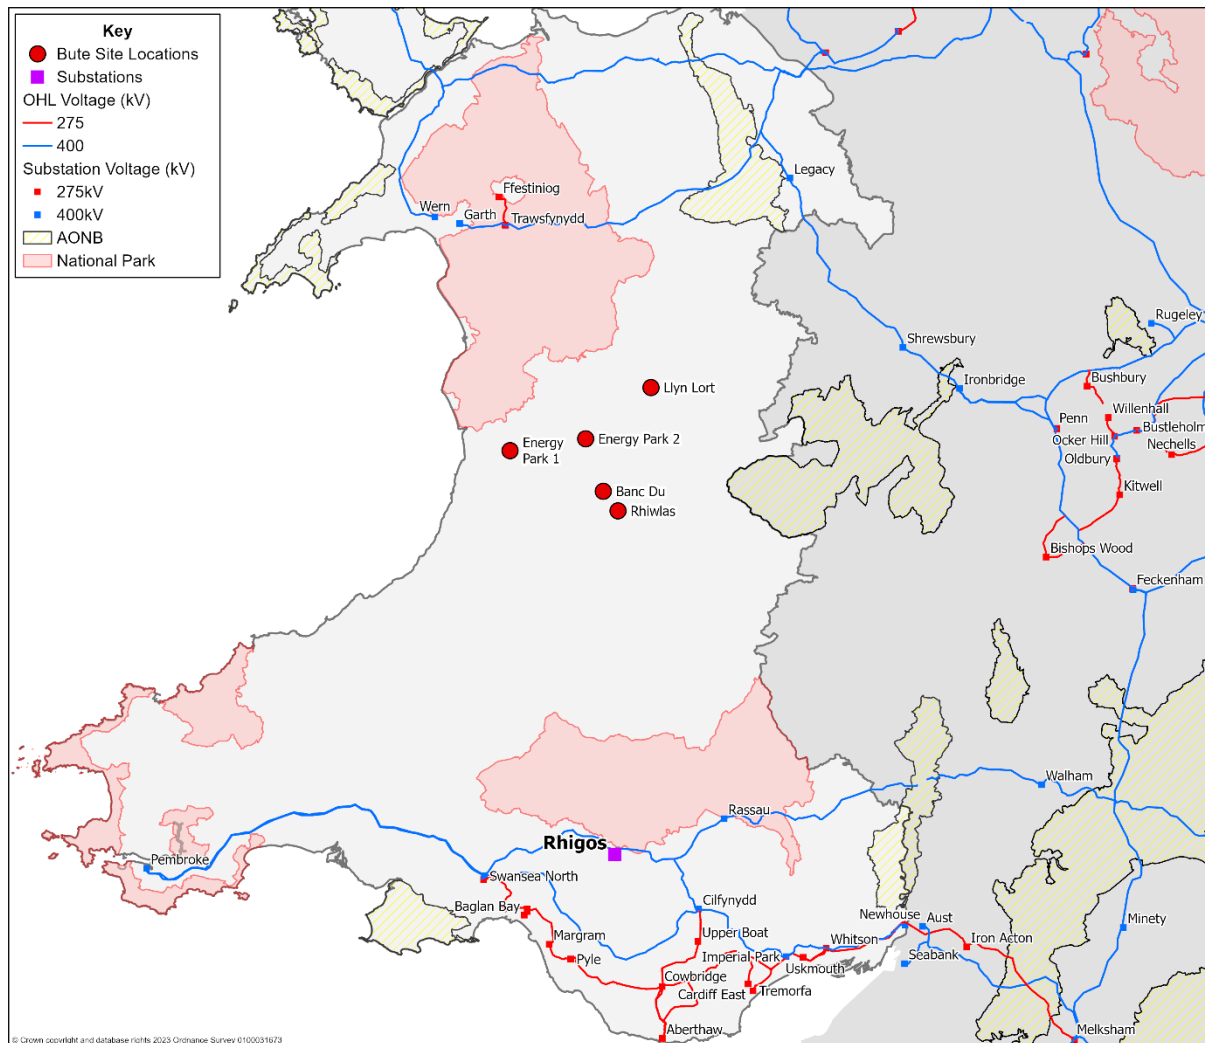 Key
Bute Site Locations
Substations
OHL Voltage (kV)
275
400
Substation Voltage (kV)
275kV
400kV
AONB
National Park
Legacy
Ffestiniog
Wern
Garth
Trawsfynydd
Rugeley
Shrewsbury
Ironbridge
Bushbury
Llyn Lort
Willenhall
Penn
Bustleholm
Ocker Hill
Nechells
Oldbury
Energy
Park 1
Energy Park 2
Kitwell
Banc Du
Rhiwlas
Bishops Wood
Feckenham
Walham
Rassau
Rhigos
Pembroke
Swansea North
Baglan Bay
Cilfynydd
Newhouse
Aust
Minety
Margram
Upper Boat
Whitson
Iron Acton
Pyle
Imperial Park
Uskmouth
Seabank
Cowbridge
Cardiff East
Tremorfa
Aberthaw
Melksham
© Crown copyright and database rights 2023 Ordnance Survey 0100031673